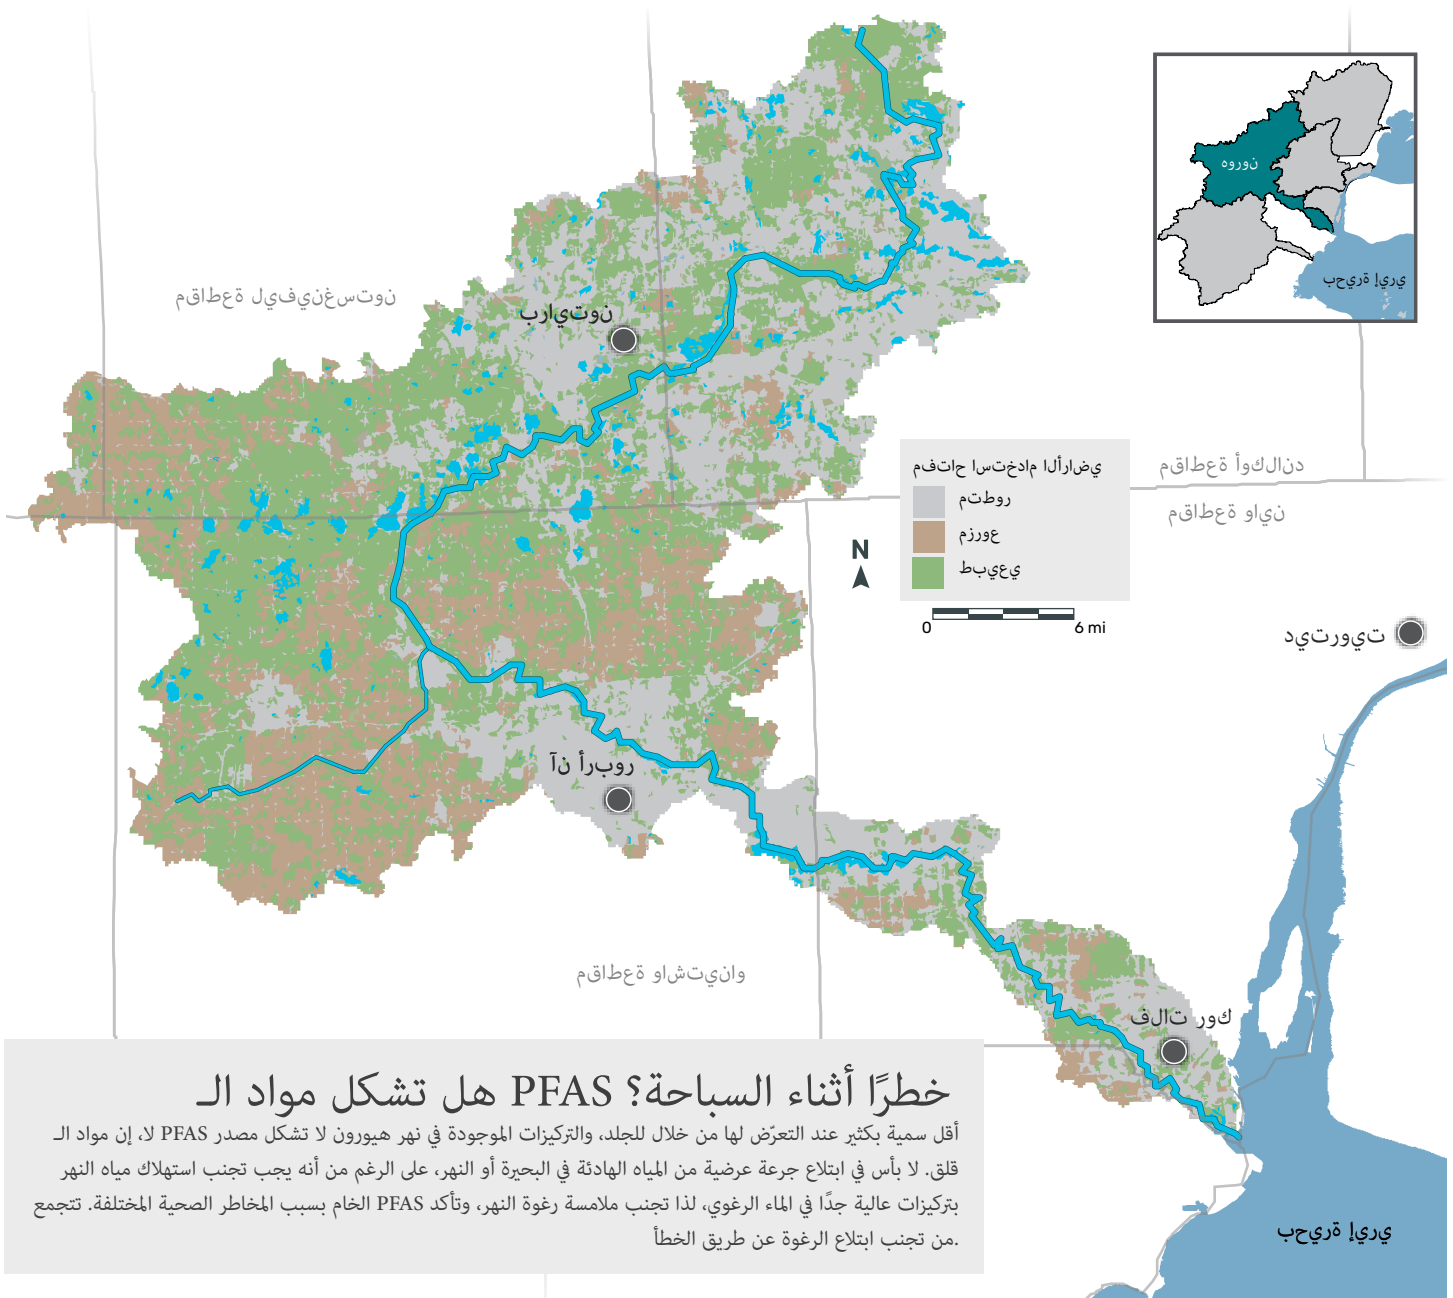 هورون
بحيرة إيري
مقاطعة ليفينغستون
برايتون
مفتاح استخدام الأراضي
متطور
مزروع
طبيعي
مقاطعة أوكلاند
مقاطعة واين
N
0 6 mi
ديترويت
آن أربور
مقاطعة واشتيناو
فلات روك
هل تشكل مواد الـ PFAS خطرًا أثناء السباحة؟
لا، إن مواد الـ PFAS أقل سمية بكثير عند التعرّض لها من خلال للجلد، والتركيزات الموجودة في نهر هيورون لا تشكل مصدر
قلق. لا بأس في ابتلاع جرعة عرضية من المياه الهادئة في البحيرة أو النهر، على الرغم من أنه يجب تجنب استهلاك مياه النهر
الخام بسبب المخاطر الصحية المختلفة. تتجمع PFAS بتركيزات عالية جدًا في الماء الرغوي، لذا تجنب ملامسة رغوة النهر، وتأكد
من تجنب ابتلاع الرغوة عن طريق الخطأ.
بحيرة إيري